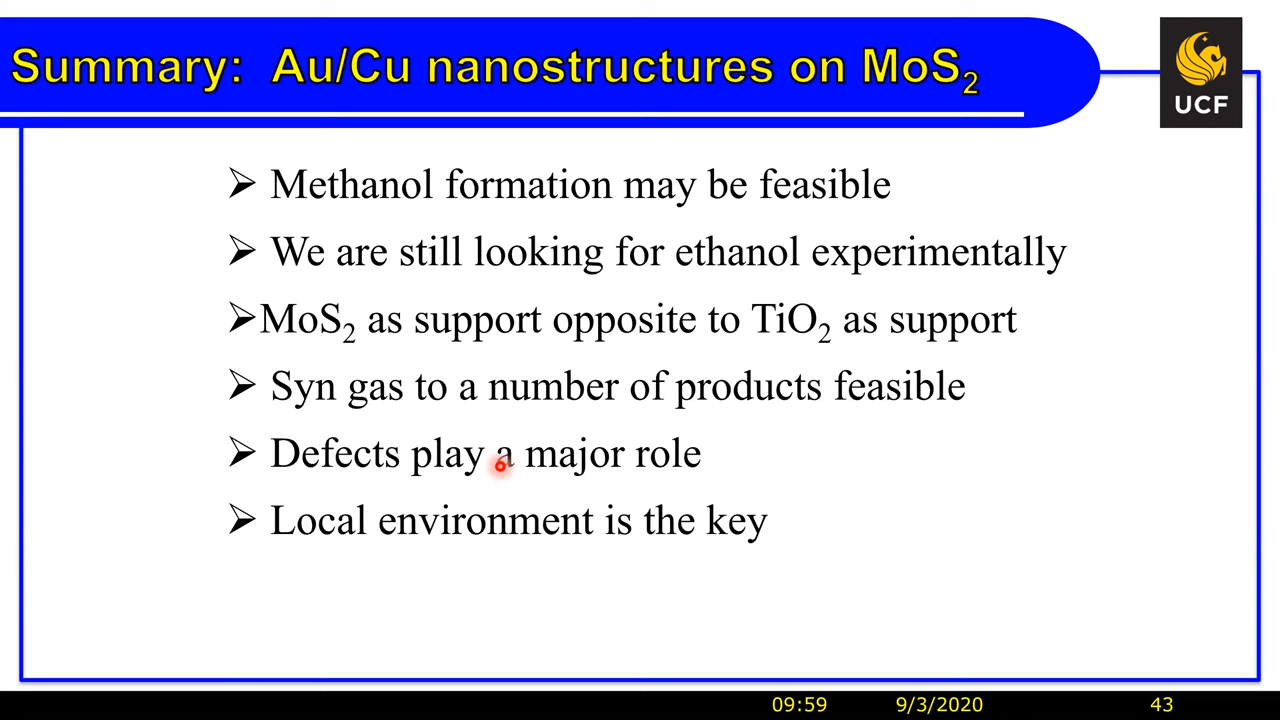 Summary: Au/Cu nanostructures on MoS₂
UCF
➢ Methanol formation may be feasible
➢ We are still looking for ethanol experimentally
➢MoS₂ as support opposite to TiO₂ as support
➢ Syn gas to a number of products feasible
➢ Defects play a major role
➢ Local environment is the key
09:59 9/3/2020 43